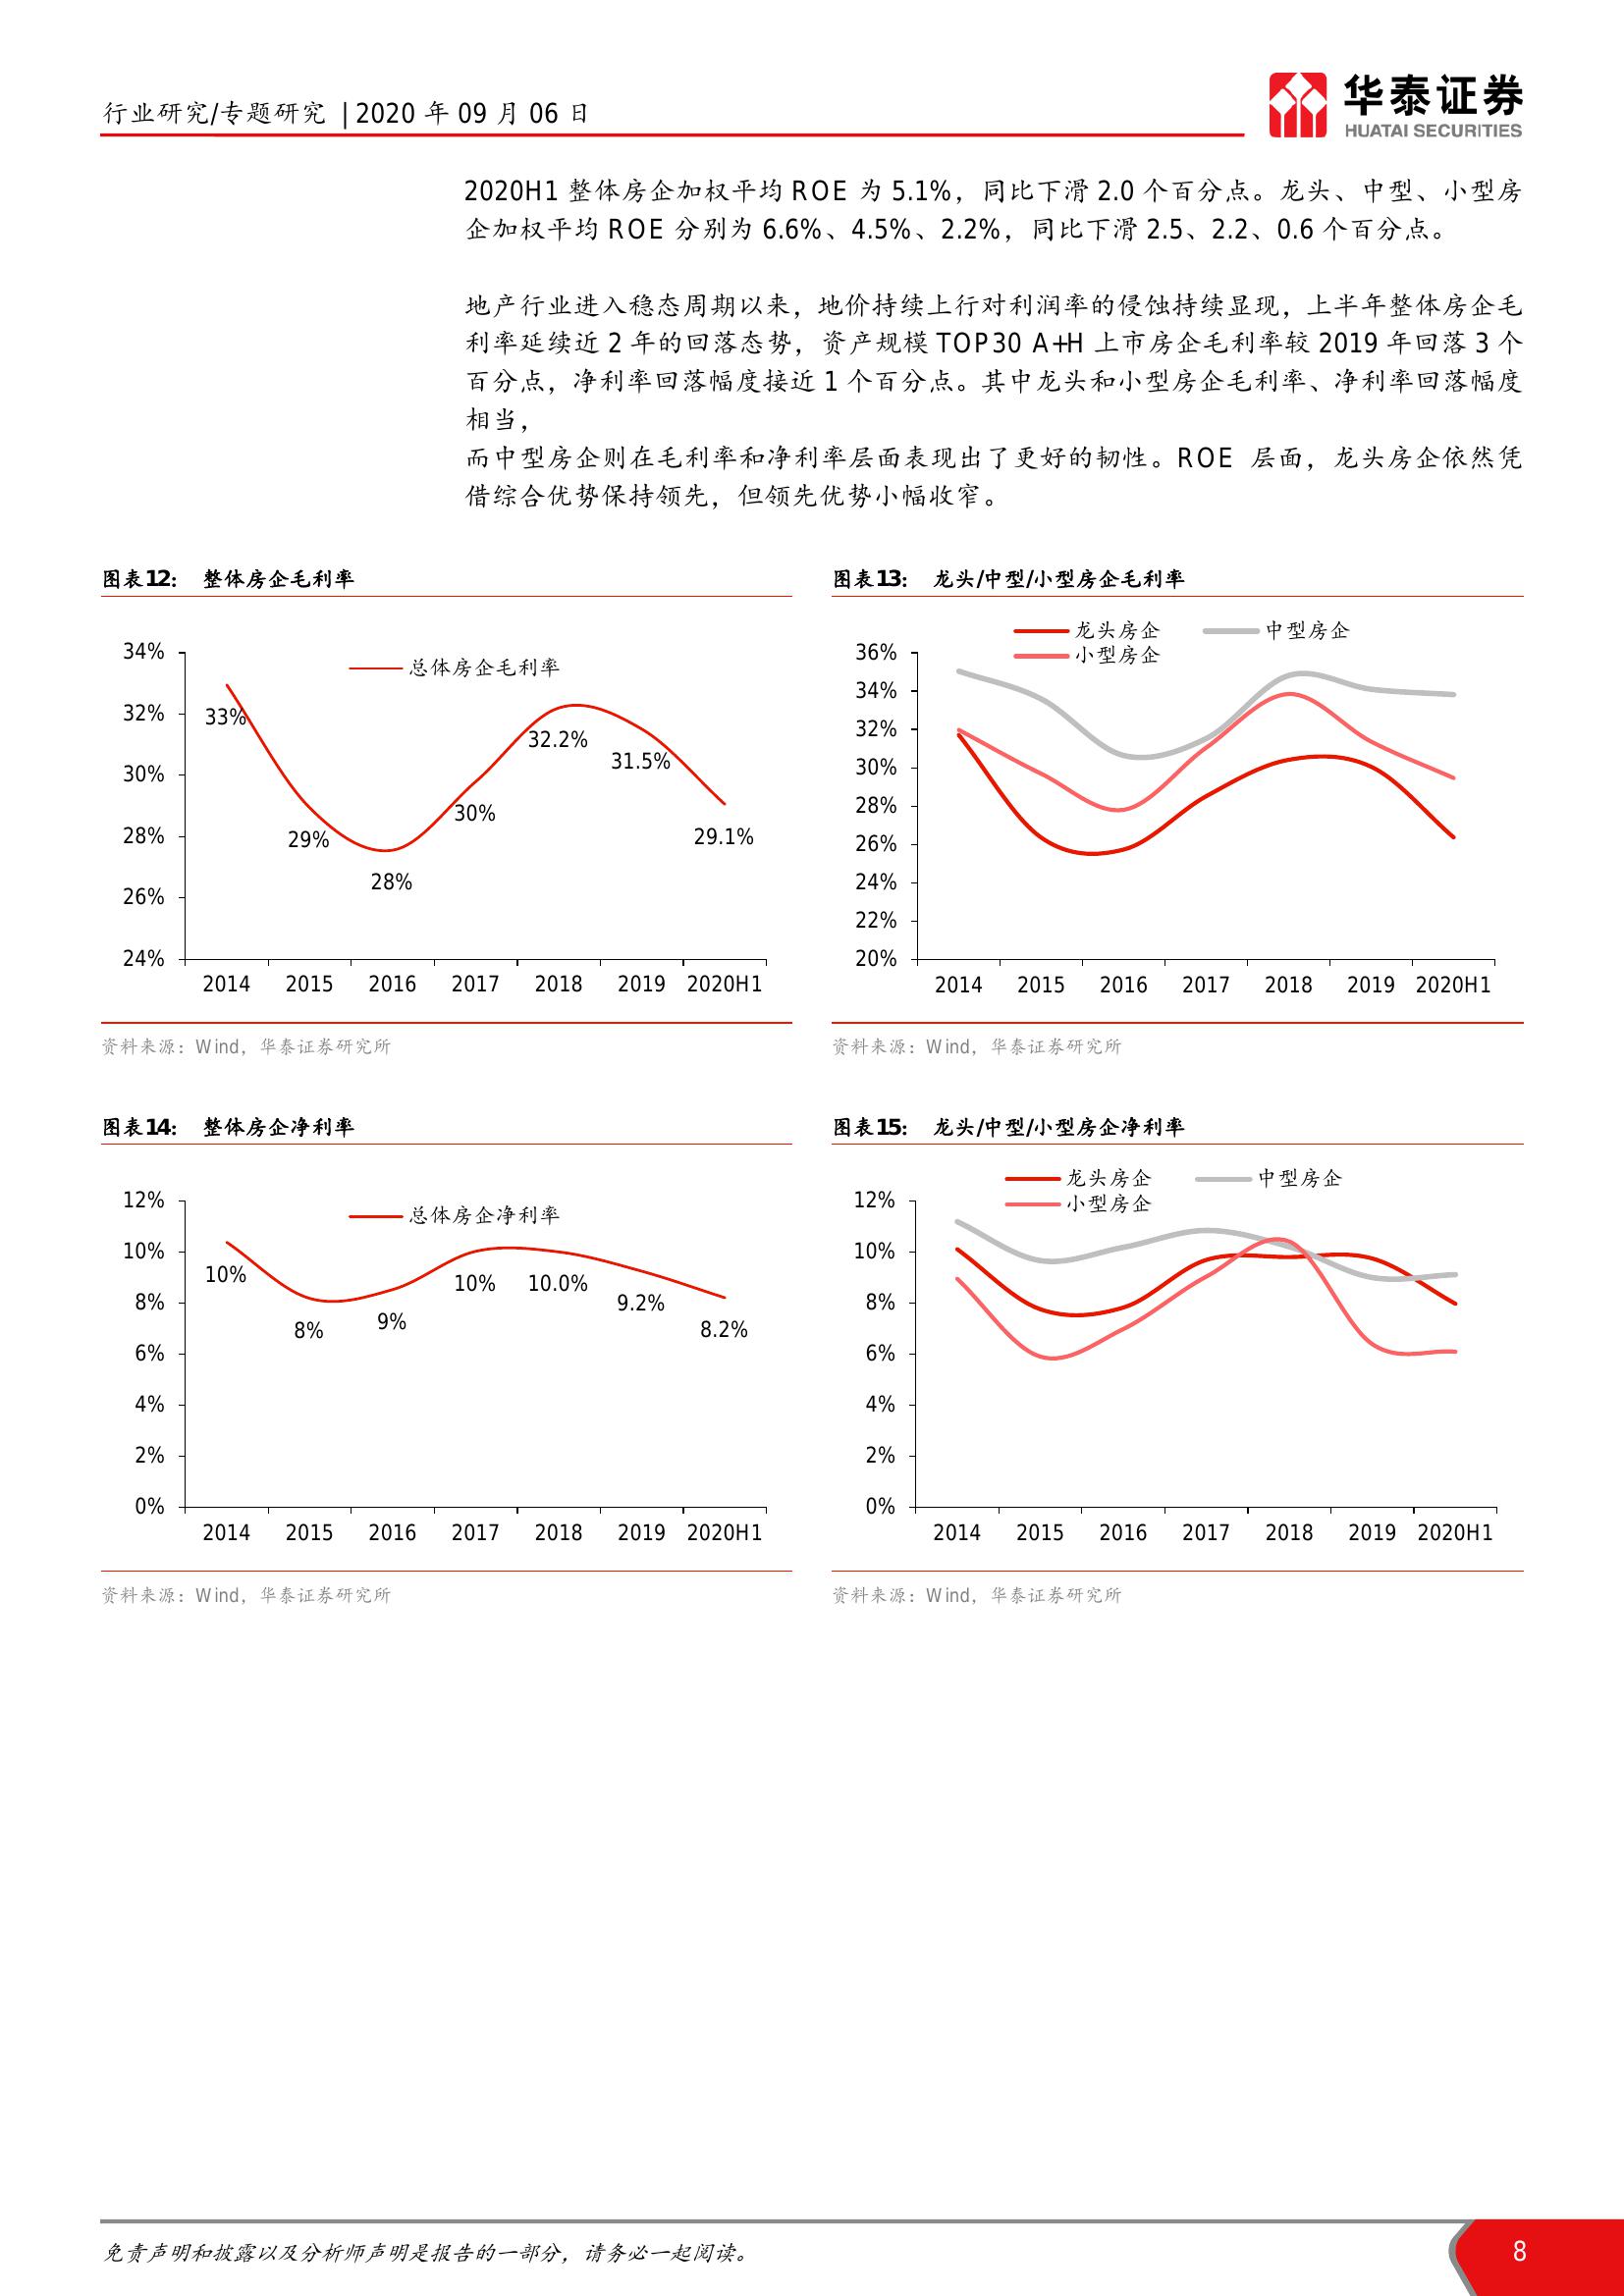 行业研究/专题研究 | 2020 年 09 月 06 日
华泰证券
HUATAI SECURITIES
2020H1 整体房企加权平均 ROE 为 5.1%，同比下滑 2.0 个百分点。龙头、中型、小型房
企加权平均 ROE 分别为 6.6%、4.5%、2.2%，同比下滑 2.5、2.2、0.6 个百分点。
地产行业进入稳态周期以来，地价持续上行对利润率的侵蚀持续显现，上半年整体房企毛
利率延续近 2 年的回落态势，资产规模 TOP30 A+H 上市房企毛利率较 2019 年回落 3 个
百分点，净利率回落幅度接近 1 个百分点。其中龙头和小型房企毛利率、净利率回落幅度
相当，
而中型房企则在毛利率和净利率层面表现出了更好的韧性。ROE 层面，龙头房企依然凭
借综合优势保持领先，但领先优势小幅收窄。
图表12： 整体房企毛利率
总体房企毛利率
34%
32%
30%
28%
26%
24%
33%
29%
28%
30%
32.2%
31.5%
29.1%
2014 2015 2016 2017 2018 2019 2020H1
资料来源：Wind，华泰证券研究所
图表13： 龙头/中型/小型房企毛利率
龙头房企 中型房企
小型房企
36%
34%
32%
30%
28%
26%
24%
22%
20%
2014 2015 2016 2017 2018 2019 2020H1
资料来源：Wind，华泰证券研究所
图表14： 整体房企净利率
总体房企净利率
12%
10%
8%
6%
4%
2%
0%
10%
8%
9%
10%
10.0%
9.2%
8.2%
2014 2015 2016 2017 2018 2019 2020H1
资料来源：Wind，华泰证券研究所
图表15： 龙头/中型/小型房企净利率
龙头房企 中型房企
小型房企
12%
10%
8%
6%
4%
2%
0%
2014 2015 2016 2017 2018 2019 2020H1
资料来源：Wind，华泰证券研究所
免责声明和披露以及分析师声明是报告的一部分，请务必一起阅读。
8